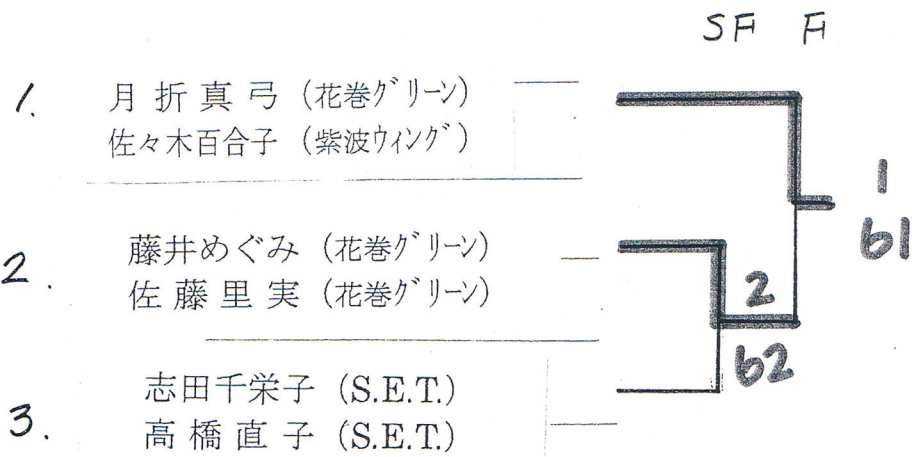 SF F
1. 月折真弓 (花巻グリーン)
佐々木百合子 (紫波ウィング)
1
61
2. 藤井めぐみ (花巻グリーン)
佐藤里実 (花巻グリーン)
2
62
3. 志田千栄子 (S.E.T.)
高橋直子 (S.E.T.)